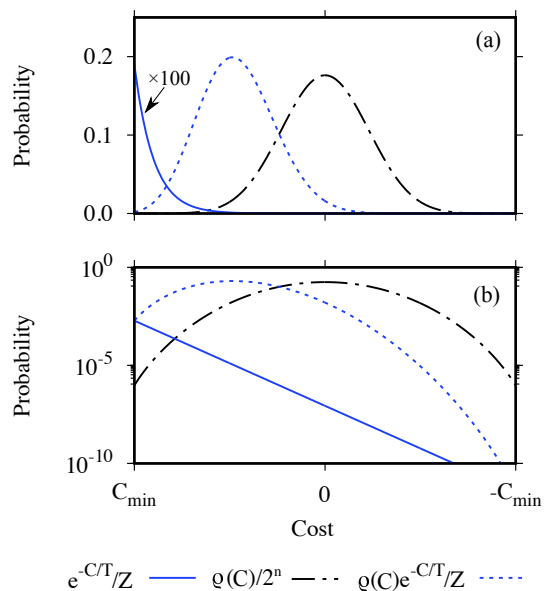 (a)
0.2
×100
Probability
0.1
0.0
10^0
(b)
Probability
10^-5
10^-10
C_min 0 -C_min
Cost
e^-C/T/Z ϱ(C)/2^n ϱ(C)e^-C/T/Z